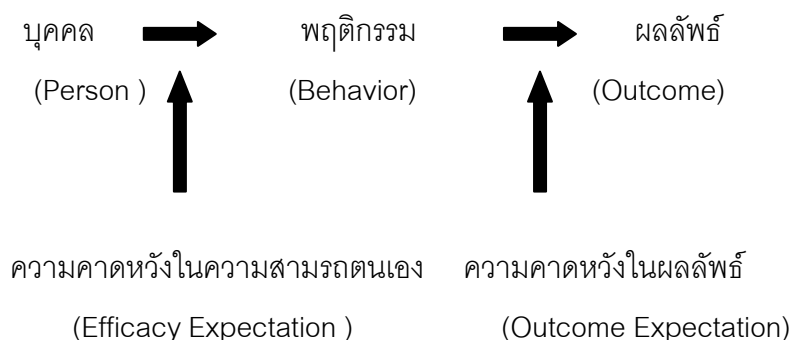 บุคคล พฤติกรรม ผลลัพธ์
(Person ) (Behavior) (Outcome)
ความคาดหวังในความสามรถตนเอง ความคาดหวังในผลลัพธ์
(Efficacy Expectation ) (Outcome Expectation)